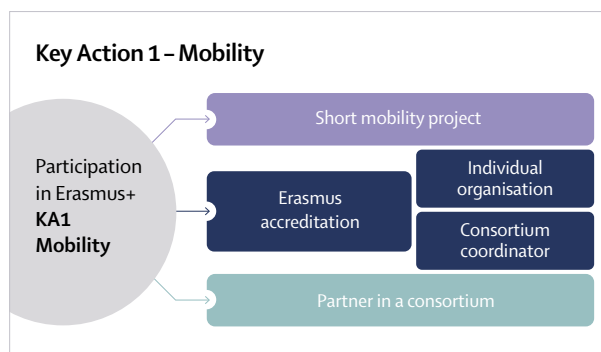 Key Action 1 – Mobility
Participation
in Erasmus+
KA1
Mobility
Short mobility project
Erasmus
accreditation
Individual
organisation
Consortium
coordinator
Partner in a consortium